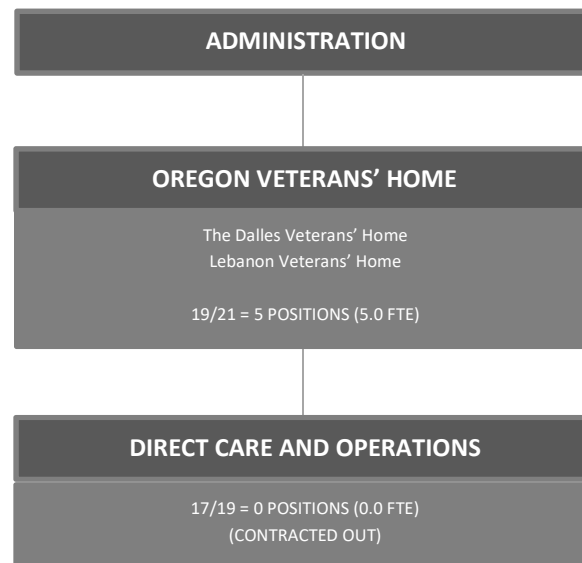 ADMINISTRATION
OREGON VETERANS’ HOME
The Dalles Veterans’ Home
Lebanon Veterans’ Home
19/21 = 5 POSITIONS (5.0 FTE)
DIRECT CARE AND OPERATIONS
17/19 = 0 POSITIONS (0.0 FTE)
(CONTRACTED OUT)